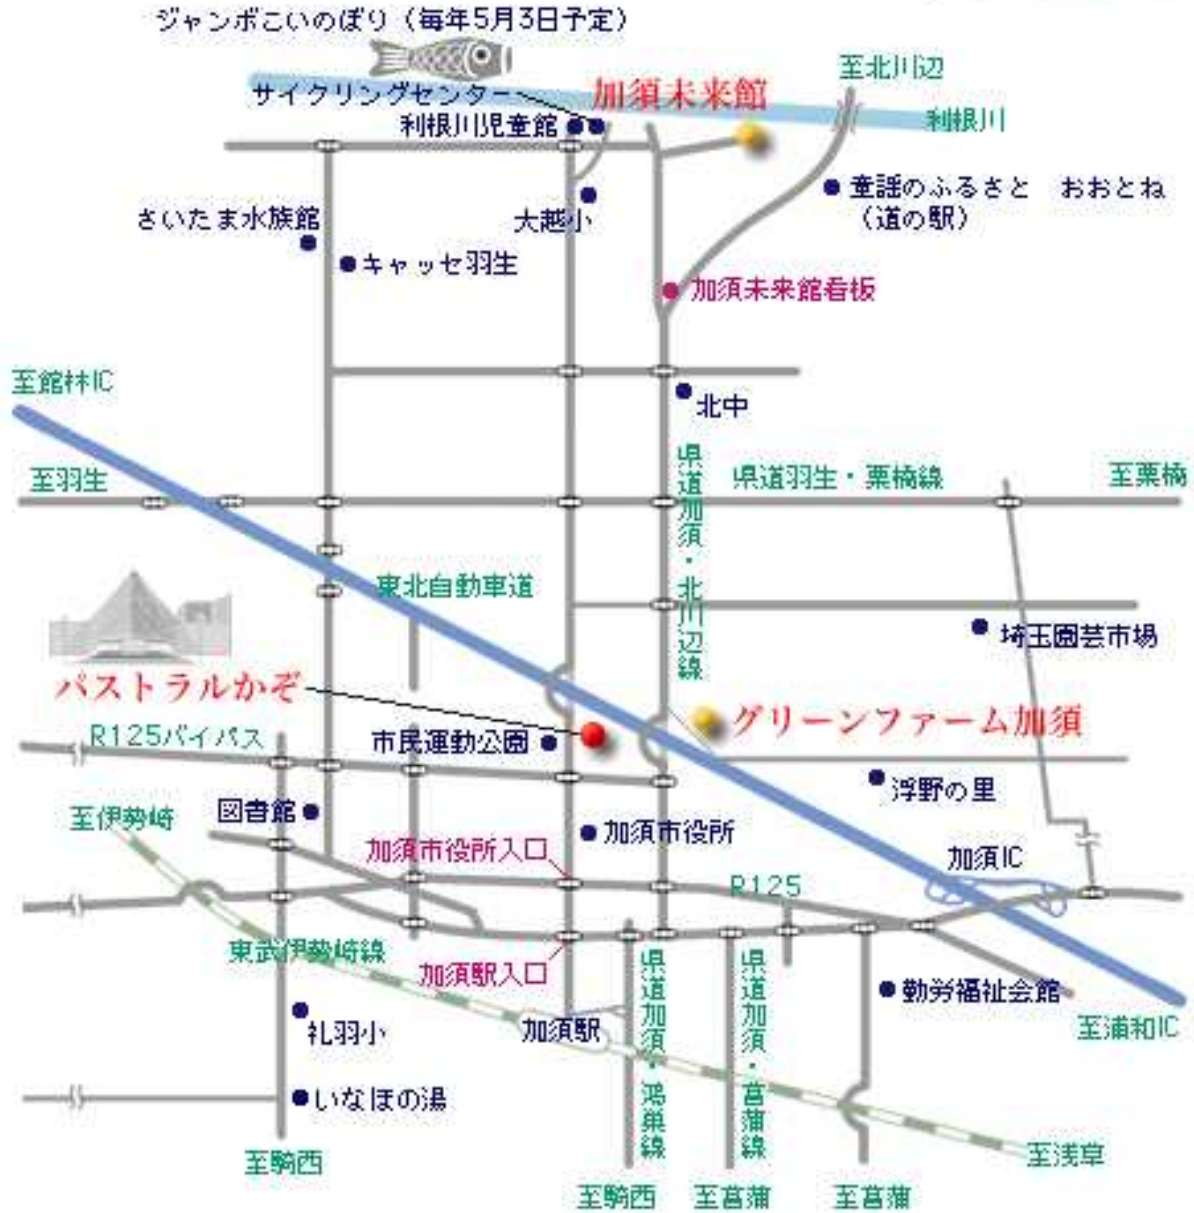 ジャンボこいのぼり（毎年5月3日予定）
至北川辺
サイクリングセンター
加須未来館
利根川
利根川児童館
童謡のふるさと　おおとね
（道の駅）
さいたま水族館
大越小
キャッセ羽生
加須未来館看板
至館林IC
北中
至羽生
県道加須・北川辺線
県道羽生・栗橋線
至栗橋
東北自動車道
埼玉園芸市場
パストラルかぞ
グリーンファーム加須
R125バイパス
市民運動公園
浮野の里
至伊勢崎
図書館
加須市役所
加須市役所入口
加須IC
R125
東武伊勢崎線
加須駅入口
県道加須・鴻巣線
県道加須・菖蒲線
勤労福祉会館
礼羽小
加須駅
至浦和IC
いなほの湯
至騎西
至浅草
至騎西
至菖蒲
至菖蒲